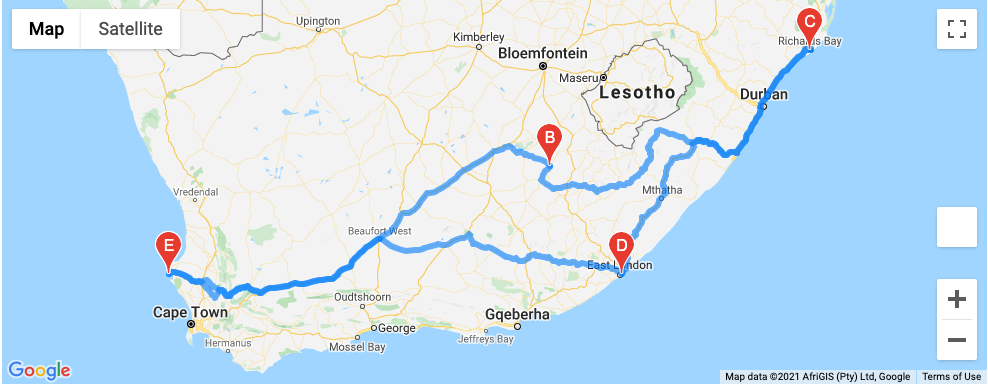 Map
Satellite
Upington
Kimberley
Bloemfontein
Maseru
Lesotho
C
Richards Bay
Durban
B
Mthatha
Vredendal
Beaufort West
E
D
East London
Cape Town
Oudtshoorn
George
Gqeberha
Hermanus
Mossel Bay
Jeffreys Bay
Google
Map data ©2021 AfriGIS (Pty) Ltd, Google
Terms of Use